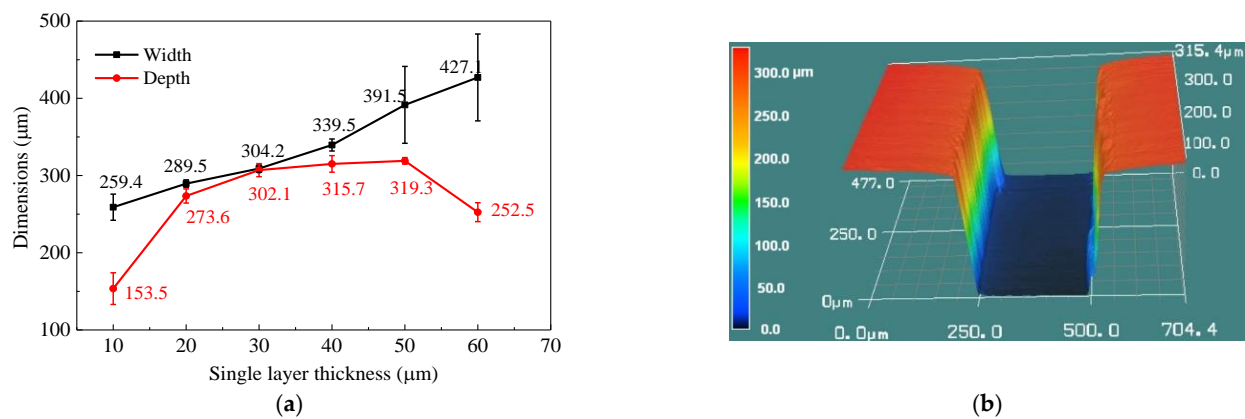 500
400
300
200
100
Dimensions (μm)
Width
Depth
259.4
289.5
304.2
339.5
391.5
427.1
153.5
273.6
302.1
315.7
319.3
252.5
10 20 30 40 50 60 70
Single layer thickness (μm)
(a)
300.0 μm
250.0
200.0
150.0
100.0
50.0
0.0
315.4μm
300.0
200.0
100.0
0.0
477.0
250.0
0μm
0.0μm 250.0 500.0 704.4
(b)